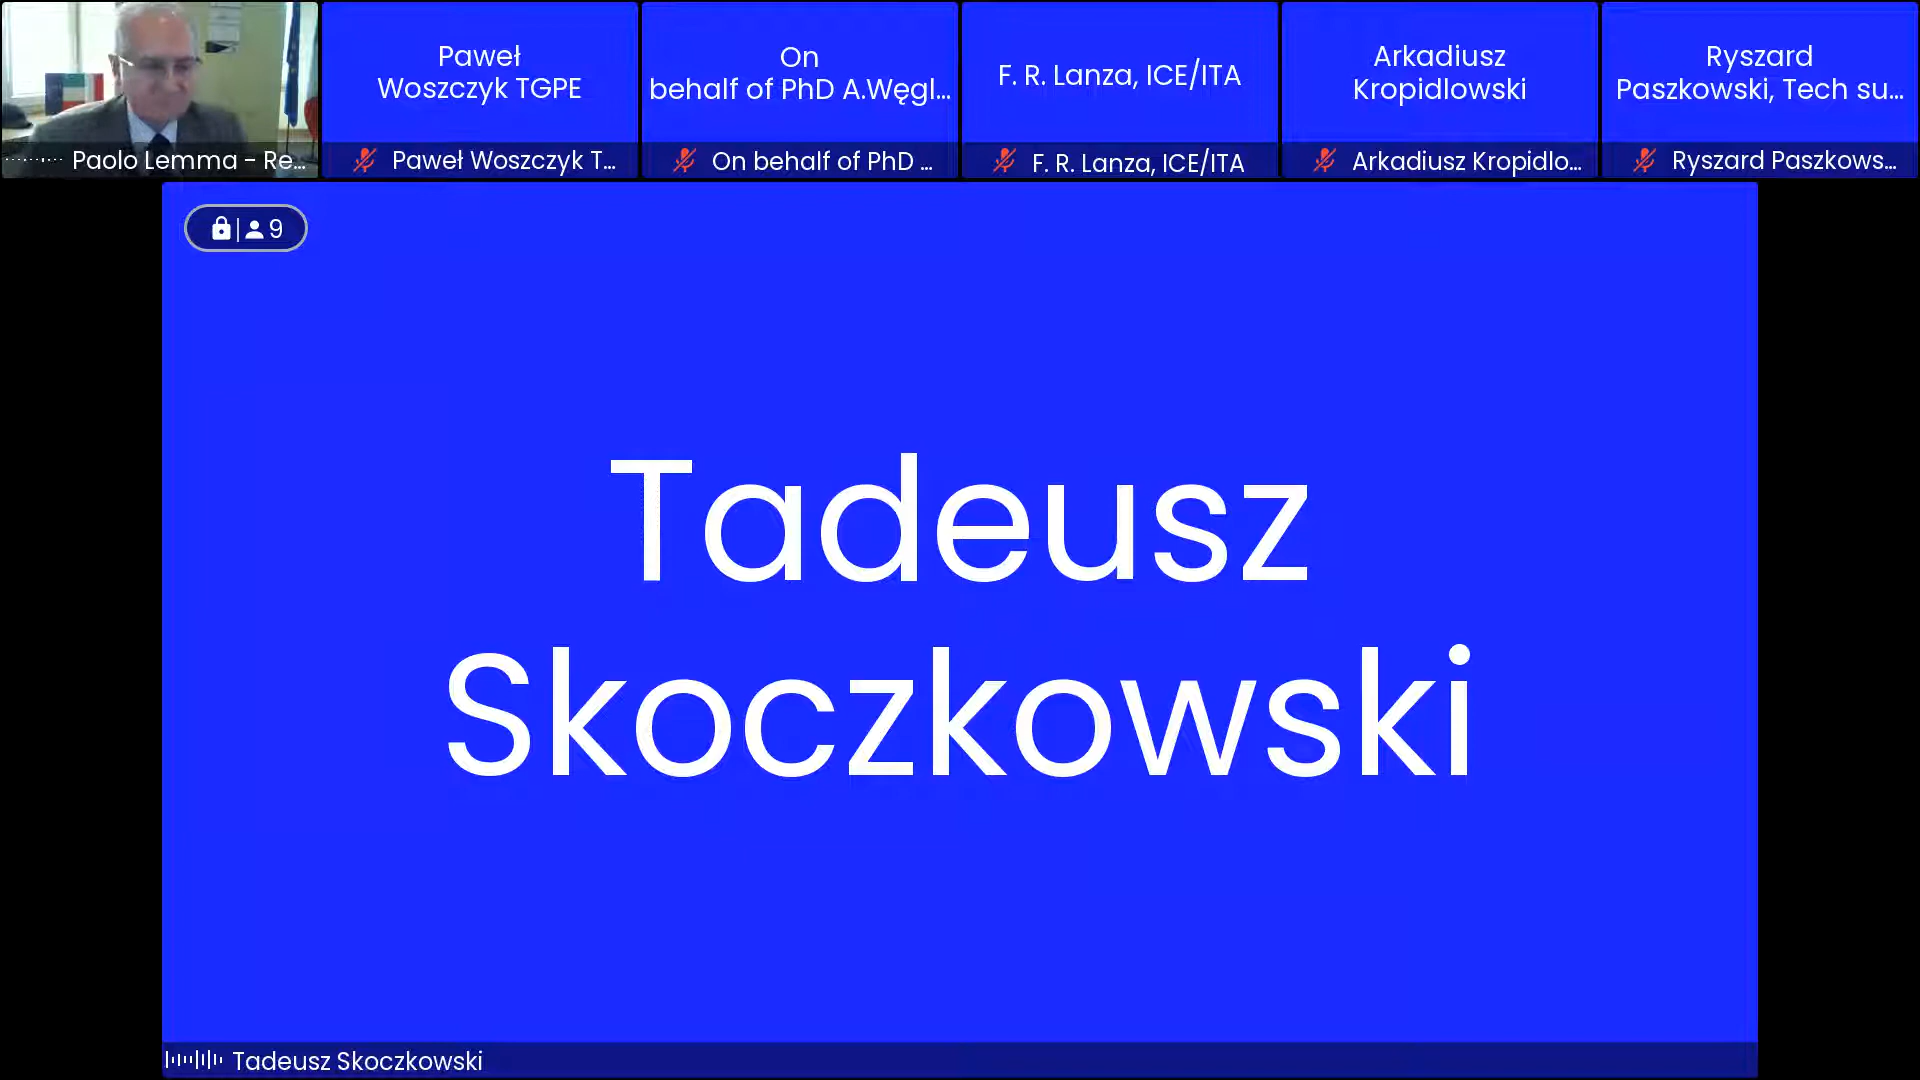 Paweł
Woszczyk TGPE
On
behalf of PhD A.Węgl...
F. R. Lanza, ICE/ITA
Arkadiusz
Kropidlowski
Ryszard
Paszkowski, Tech su...
Paolo Lemma - Re...
Paweł Woszczyk T...
On behalf of PhD ...
F. R. Lanza, ICE/ITA
Arkadiusz Kropidlo...
Ryszard Paszkows...
9
Tadeusz
Skoczkowski
Tadeusz Skoczkowski